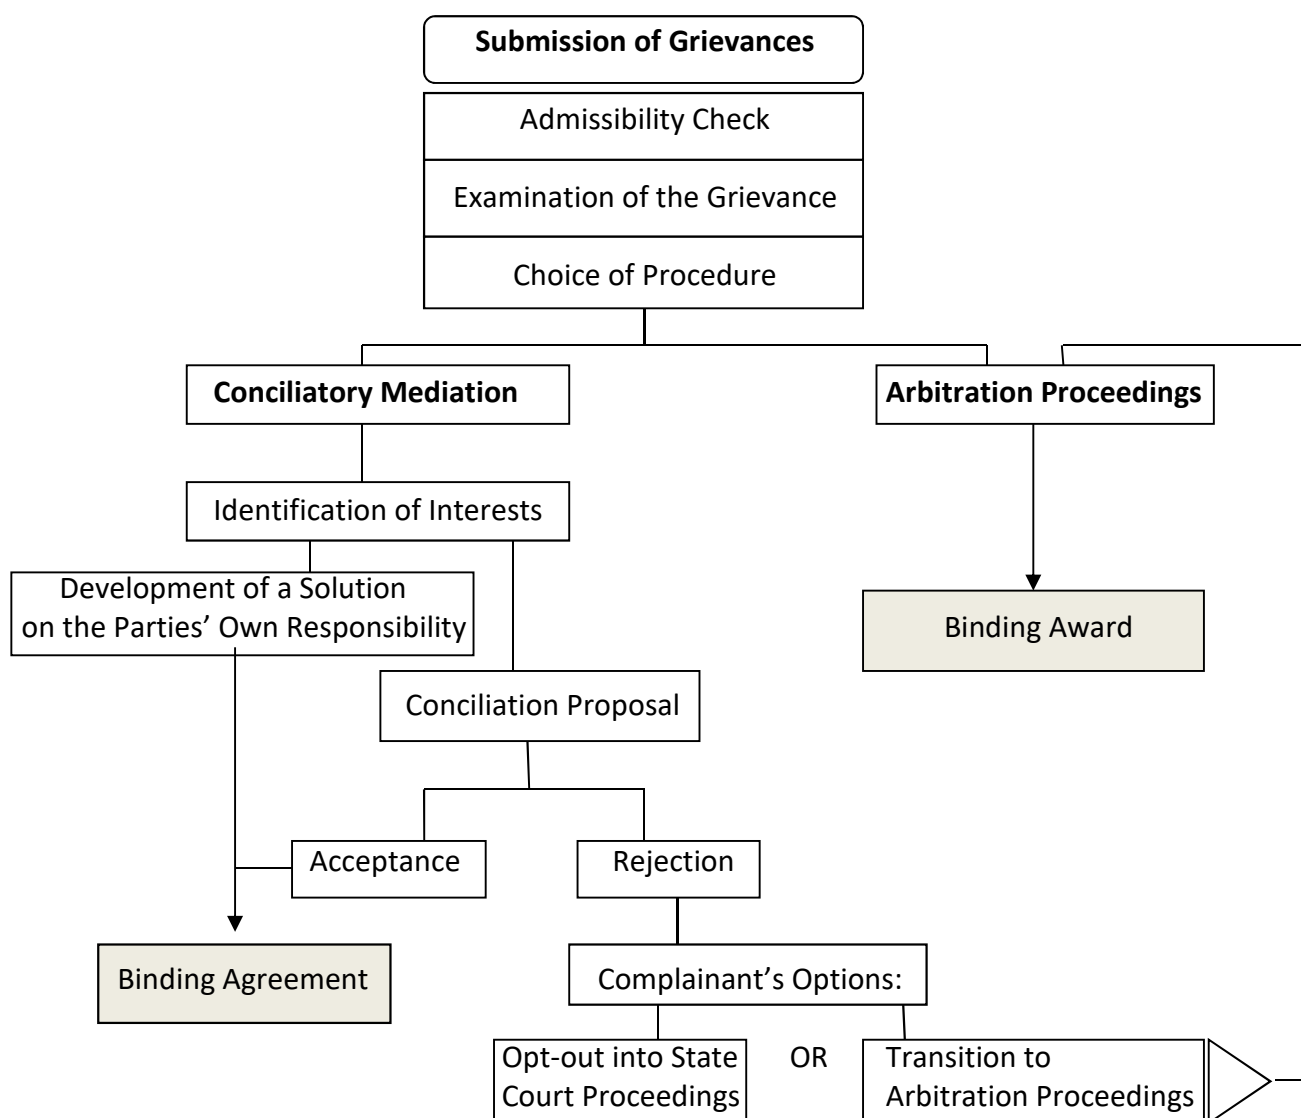 Submission of Grievances
Admissibility Check
Examination of the Grievance
Choice of Procedure
Conciliatory Mediation
Arbitration Proceedings
Identification of Interests
Development of a Solution
on the Parties’ Own Responsibility
Binding Award
Conciliation Proposal
Acceptance
Rejection
Binding Agreement
Complainant’s Options:
Opt-out into State
Court Proceedings
OR
Transition to
Arbitration Proceedings